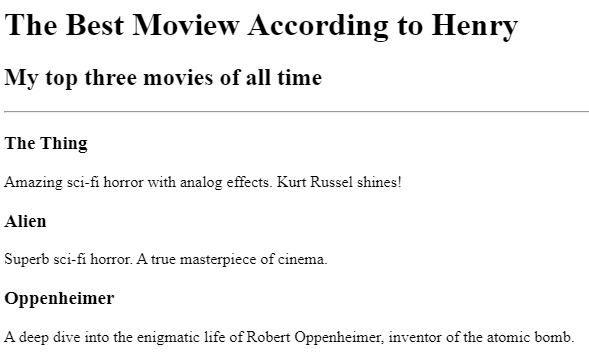 The Best Moview According to Henry
My top three movies of all time
The Thing
Amazing sci-fi horror with analog effects. Kurt Russel shines!
Alien
Superb sci-fi horror. A true masterpiece of cinema.
Oppenheimer
A deep dive into the enigmatic life of Robert Oppenheimer, inventor of the atomic bomb.